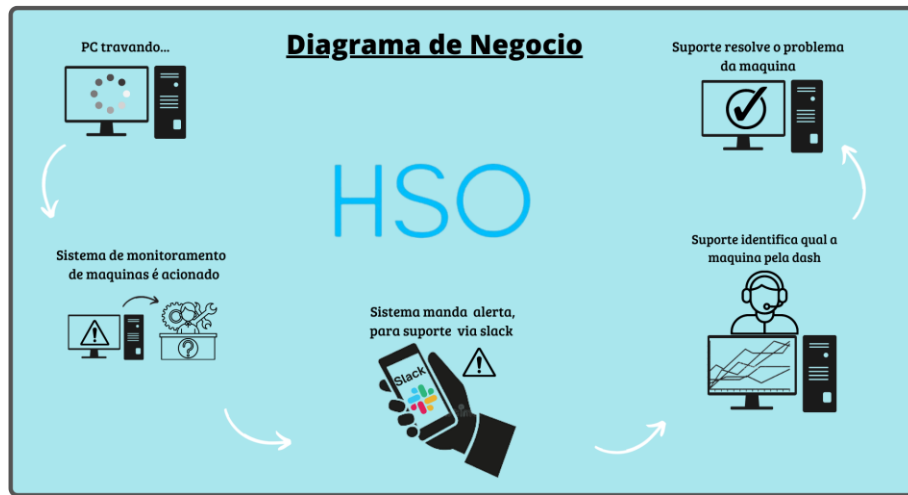 Diagrama de Negocio
PC travando...
Suporte resolve o problema
da maquina
HSO
Sistema de monitoramento
de maquinas é acionado
?
Sistema manda alerta,
para suporte via slack
Slack
Suporte identifica qual a
maquina pela dash